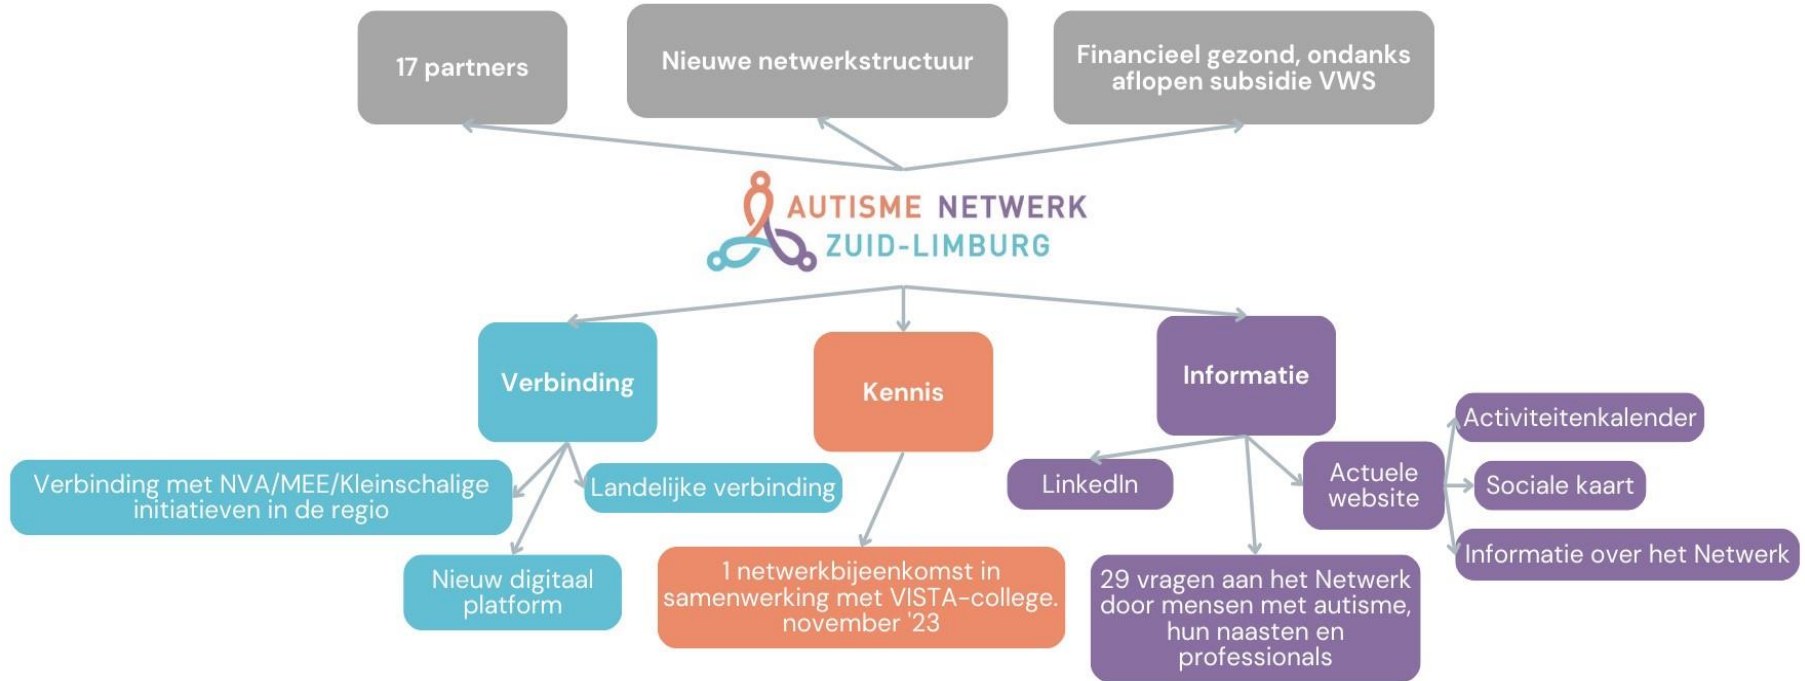 17 partners
Nieuwe netwerkstructuur
Financieel gezond, ondanks
aflopen subsidie VWS
AUTISME NETWERK
ZUID-LIMBURG
Verbinding
Kennis
Informatie
Verbinding met NVA/MEE/Kleinschalige
initiatieven in de regio
Landelijke verbinding
Nieuw digitaal
platform
1 netwerkbijeenkomst in
samenwerking met VISTA-college.
november '23
LinkedIn
29 vragen aan het Netwerk
door mensen met autisme,
hun naasten en
professionals
Actuele
website
Activiteitenkalender
Sociale kaart
Informatie over het Netwerk